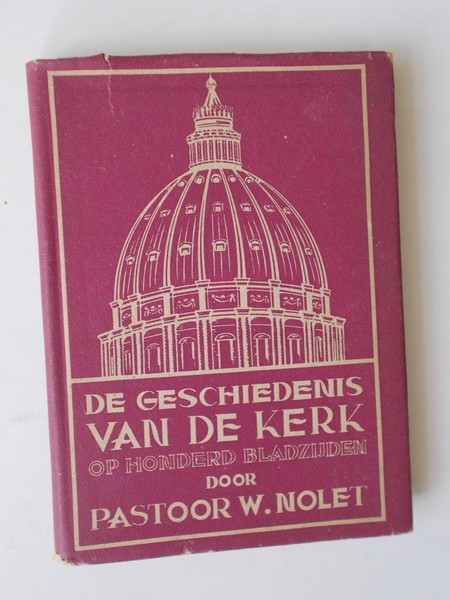 DE GESCHIEDENIS
VAN DE KERK
OP HONDERD BLADZIJDEN
DOOR
PASTOOR W. NOLET